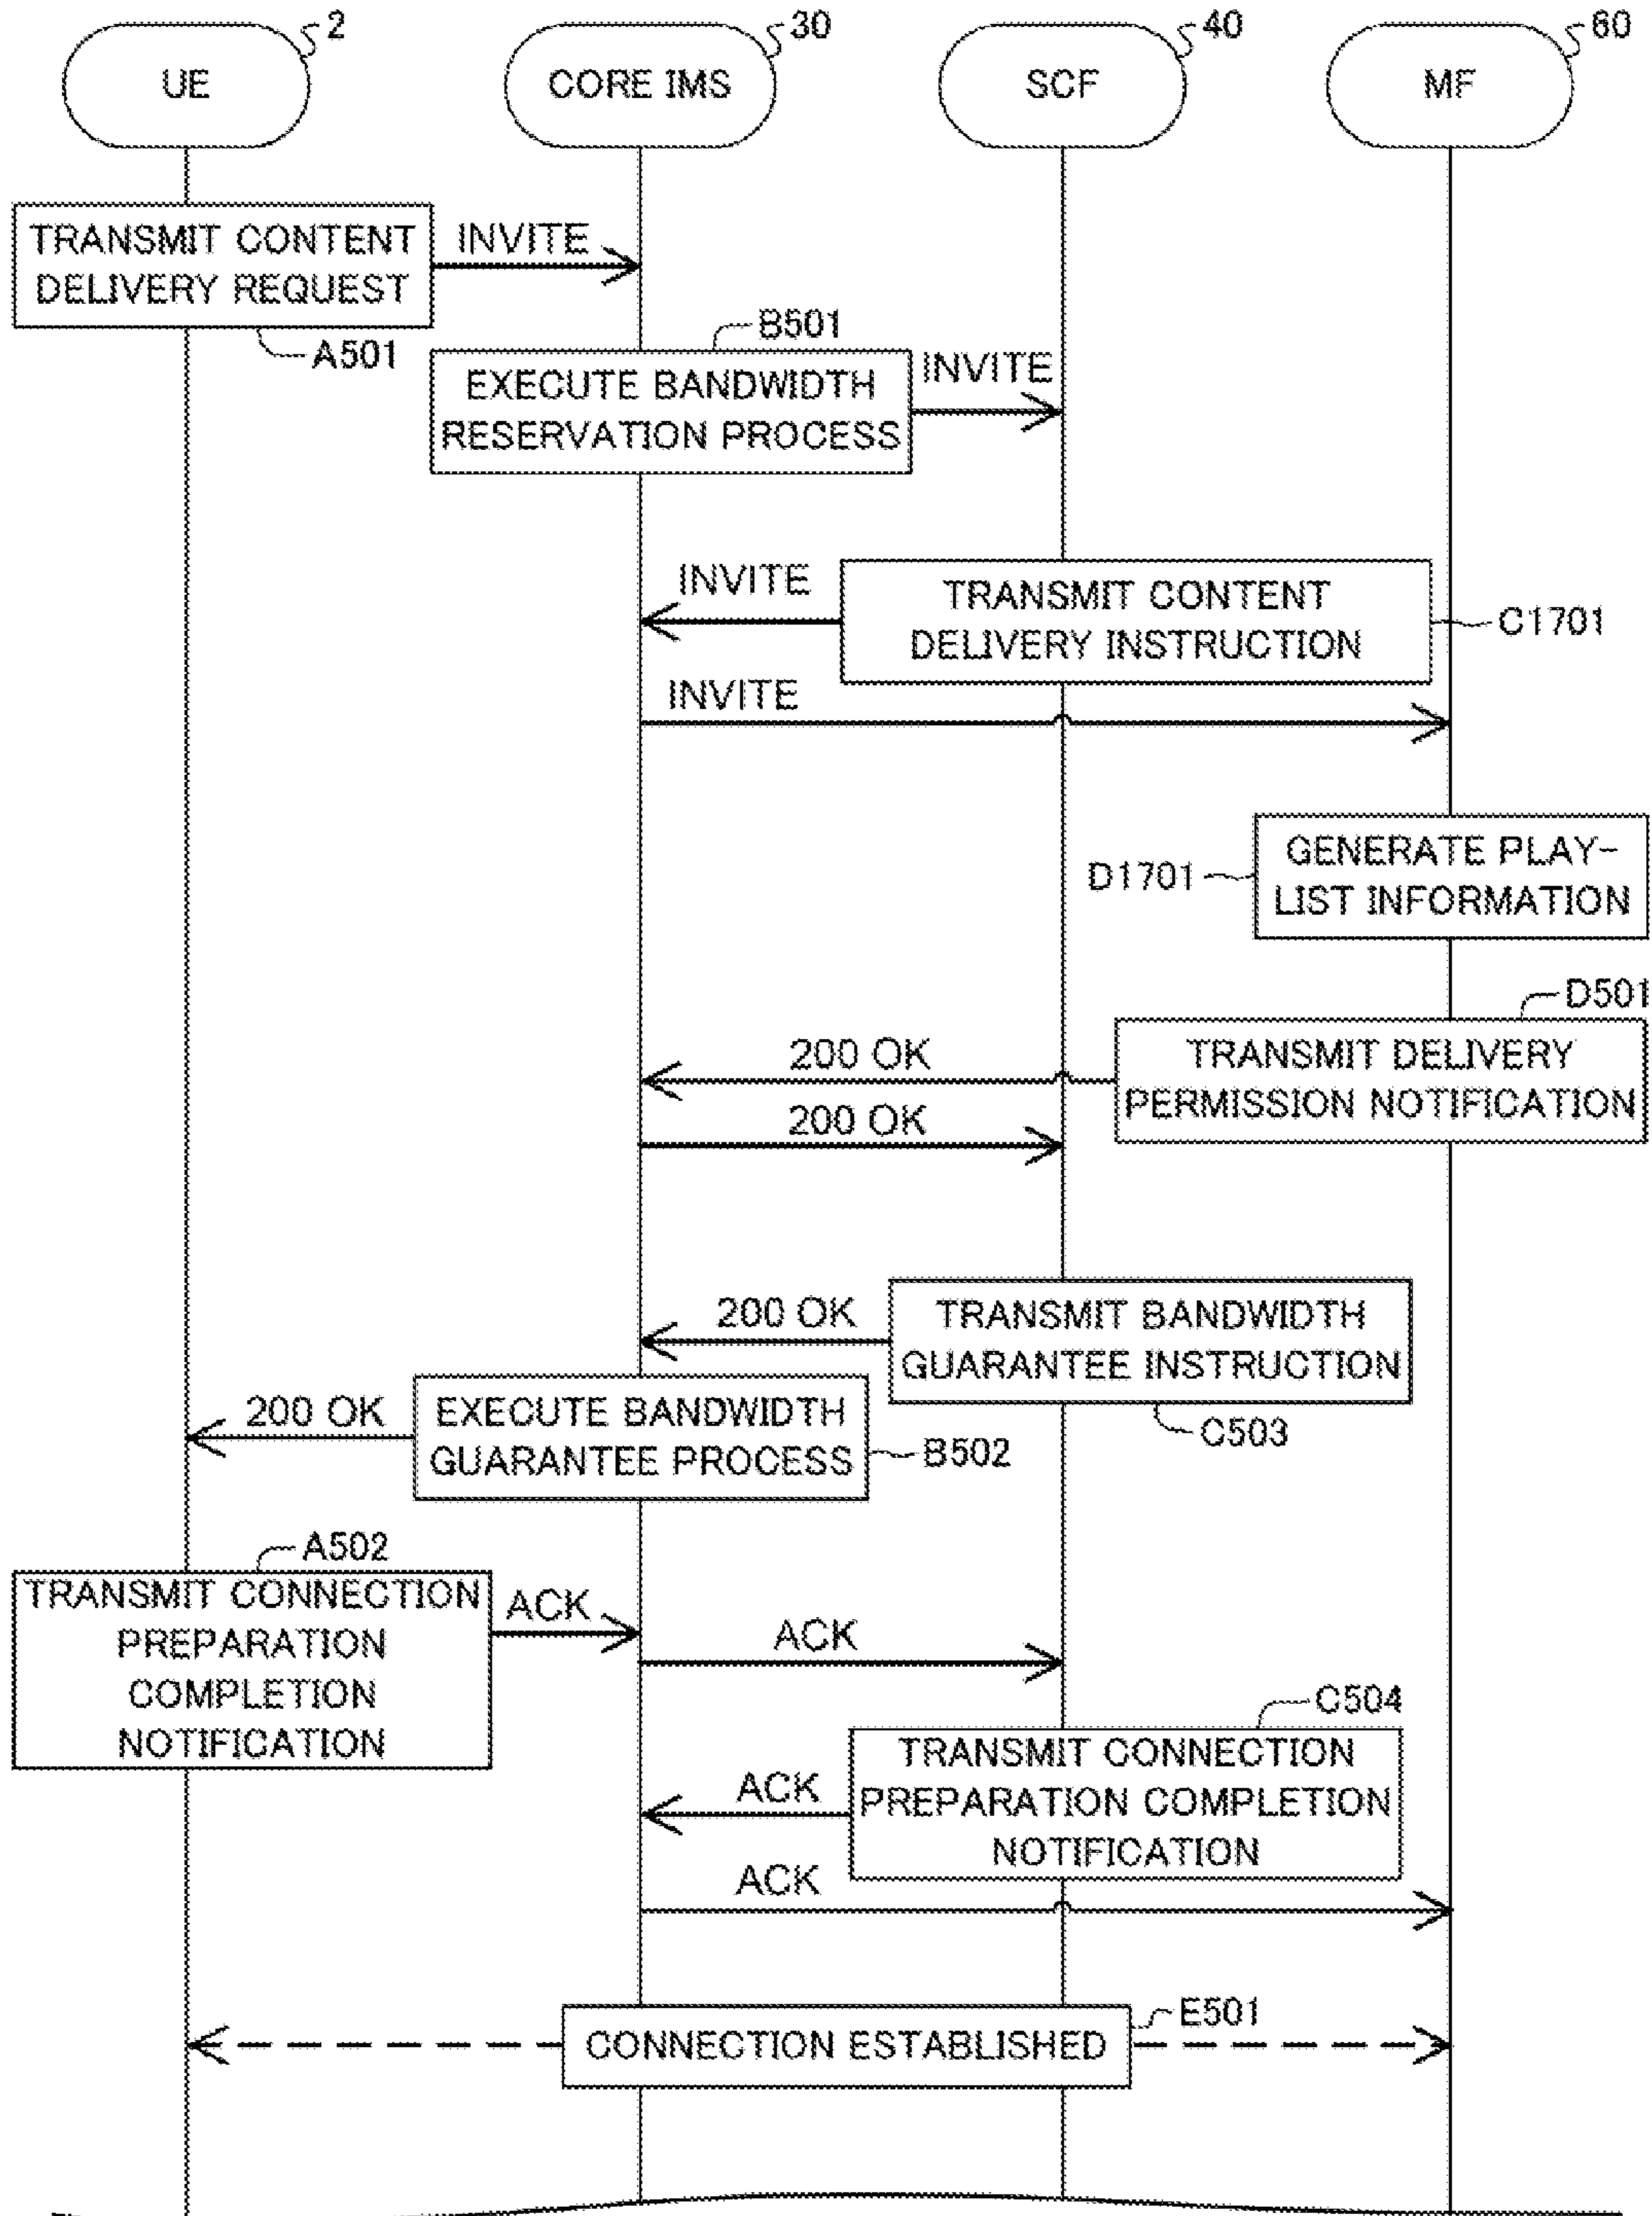 2
30
40
60
UE
CORE IMS
SCF
MF
TRANSMIT CONTENT
DELIVERY REQUEST
INVITE
A501
B501
EXECUTE BANDWIDTH
RESERVATION PROCESS
INVITE
INVITE
TRANSMIT CONTENT
DELIVERY INSTRUCTION
C1701
INVITE
D1701
GENERATE PLAY-
LIST INFORMATION
D501
200 OK
TRANSMIT DELIVERY
PERMISSION NOTIFICATION
200 OK
200 OK
TRANSMIT BANDWIDTH
GUARANTEE INSTRUCTION
C503
200 OK
EXECUTE BANDWIDTH
GUARANTEE PROCESS
B502
A502
TRANSMIT CONNECTION
PREPARATION
COMPLETION
NOTIFICATION
ACK
ACK
C504
ACK
TRANSMIT CONNECTION
PREPARATION COMPLETION
NOTIFICATION
ACK
E501
CONNECTION ESTABLISHED